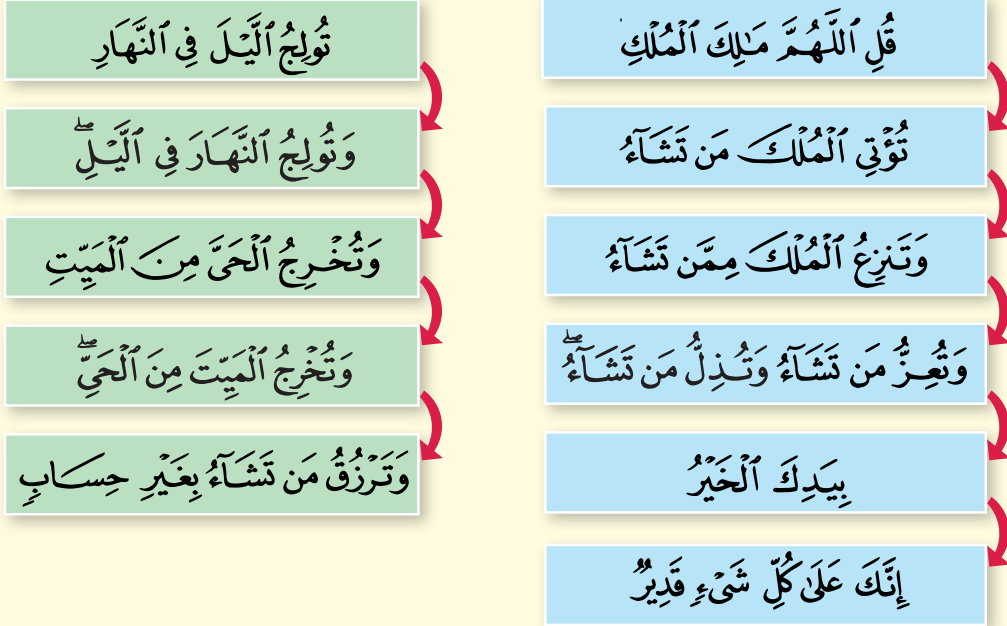 قُلِ ٱللَّهُمَّ مَٰلِكَ ٱلْمُلْكِ
تُؤْتِي ٱلْمُلْكَ مَن تَشَآءُ
وَتَنزِعُ ٱلْمُلْكَ مِمَّن تَشَآءُ
وَتُعِزُّ مَن تَشَآءُ وَتُذِلُّ مَن تَشَآءُۖ
بِيَدِكَ ٱلْخَيْرُ
إِنَّكَ عَلَىٰ كُلِّ شَىْءٍ قَدِيرٌ
تُولِجُ ٱلَّيْلَ فِى ٱلنَّهَارِ
وَتُولِجُ ٱلنَّهَارَ فِى ٱلَّيْلِۖ
وَتُخْرِجُ ٱلْحَىَّ مِنَ ٱلْمَيِّتِ
وَتُخْرِجُ ٱلْمَيِّتَ مِنَ ٱلْحَىِّۖ
وَتَرْزُقُ مَن تَشَآءُ بِغَيْرِ حِسَابٍ